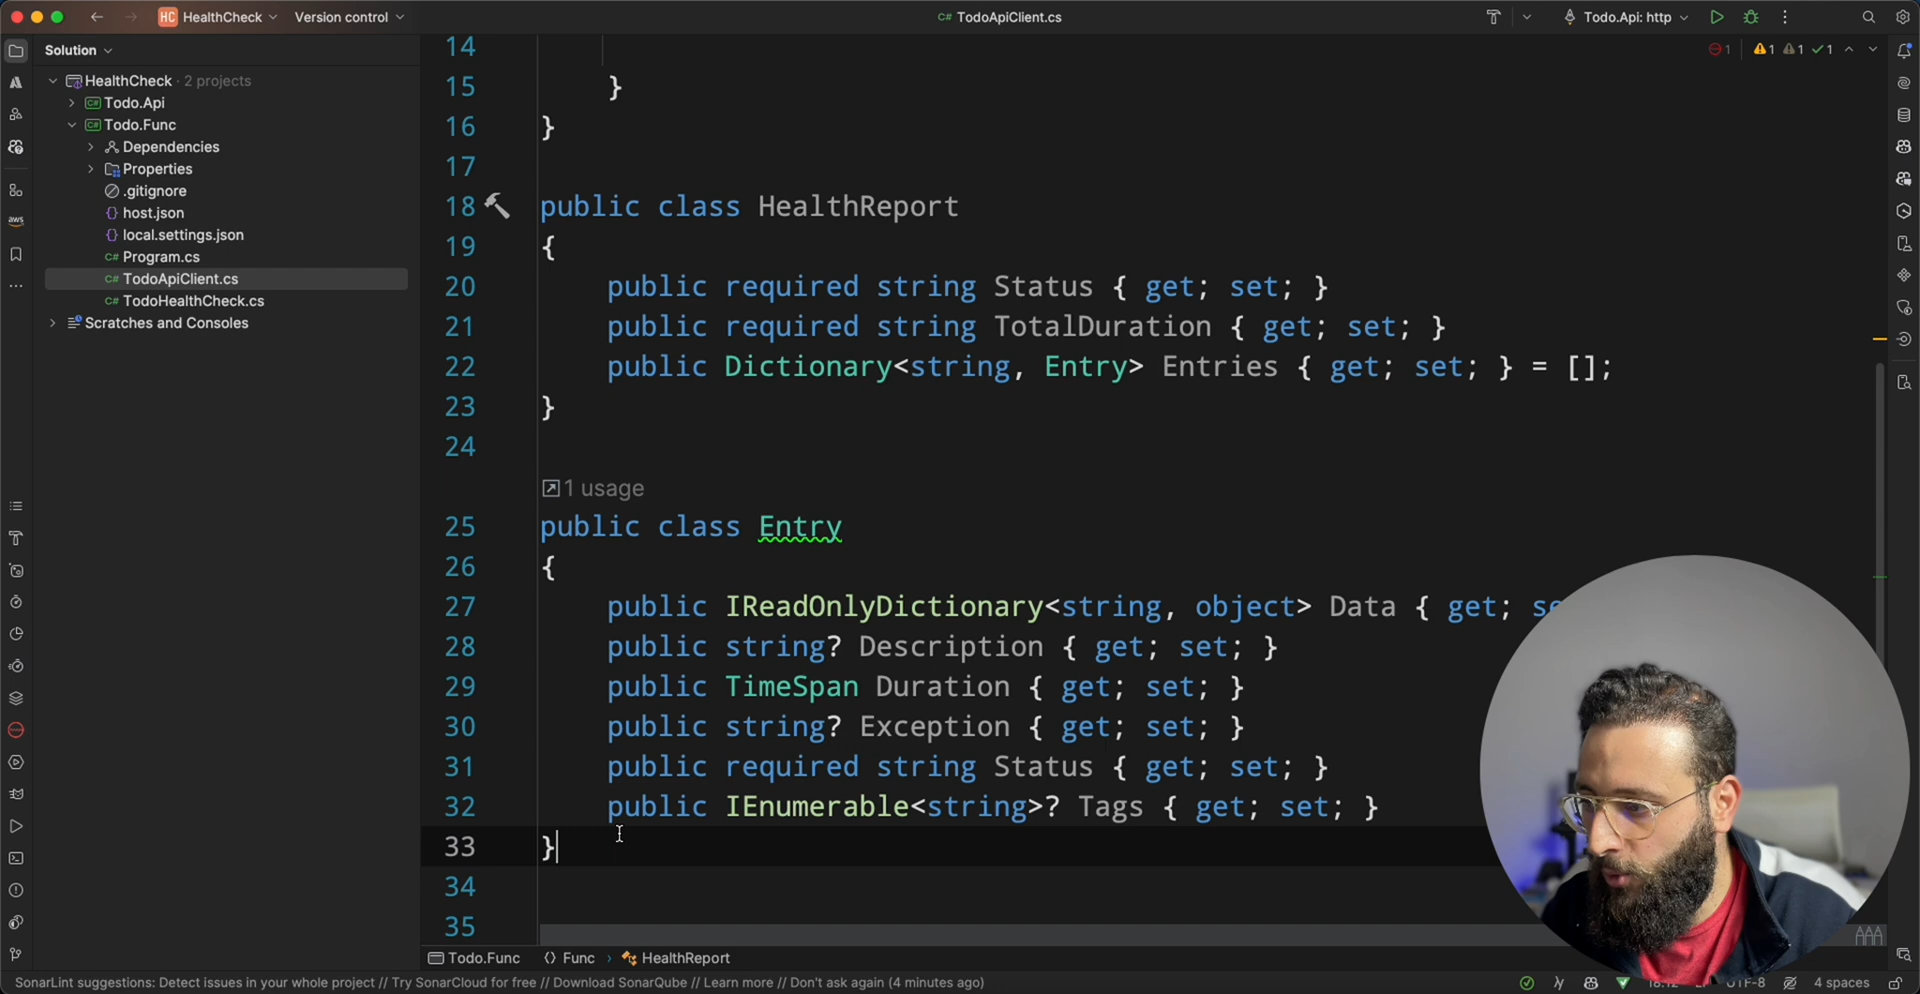 HC HealthCheck Version control
C# TodoApiClient.cs
Todo.Api: http
Solution
HealthCheck · 2 projects
C# Todo.Api
C# Todo.Func
Dependencies
Properties
.gitignore
{} host.json
{} local.settings.json
C# Program.cs
C# TodoApiClient.cs
C# TodoHealthCheck.cs
Scratches and Consoles
aws
1 1 1 1
14
15 }
16 }
17
18 public class HealthReport
19 {
20 public required string Status { get; set; }
21 public required string TotalDuration { get; set; }
22 public Dictionary<string, Entry> Entries { get; set; } = [];
23 }
24
1 usage
25 public class Entry
26 {
27 public IReadOnlyDictionary<string, object> Data { get; se
28 public string? Description { get; set; }
29 public TimeSpan Duration { get; set; }
30 public string? Exception { get; set; }
31 public required string Status { get; set; }
32 public IEnumerable<string>? Tags { get; set; }
33 }
34
35
Todo.Func Func › HealthReport
SonarLint suggestions: Detect issues in your whole project // Try SonarCloud for free // Download SonarQube // Learn more // Don't ask again (4 minutes ago)
UTF-8 4 spaces